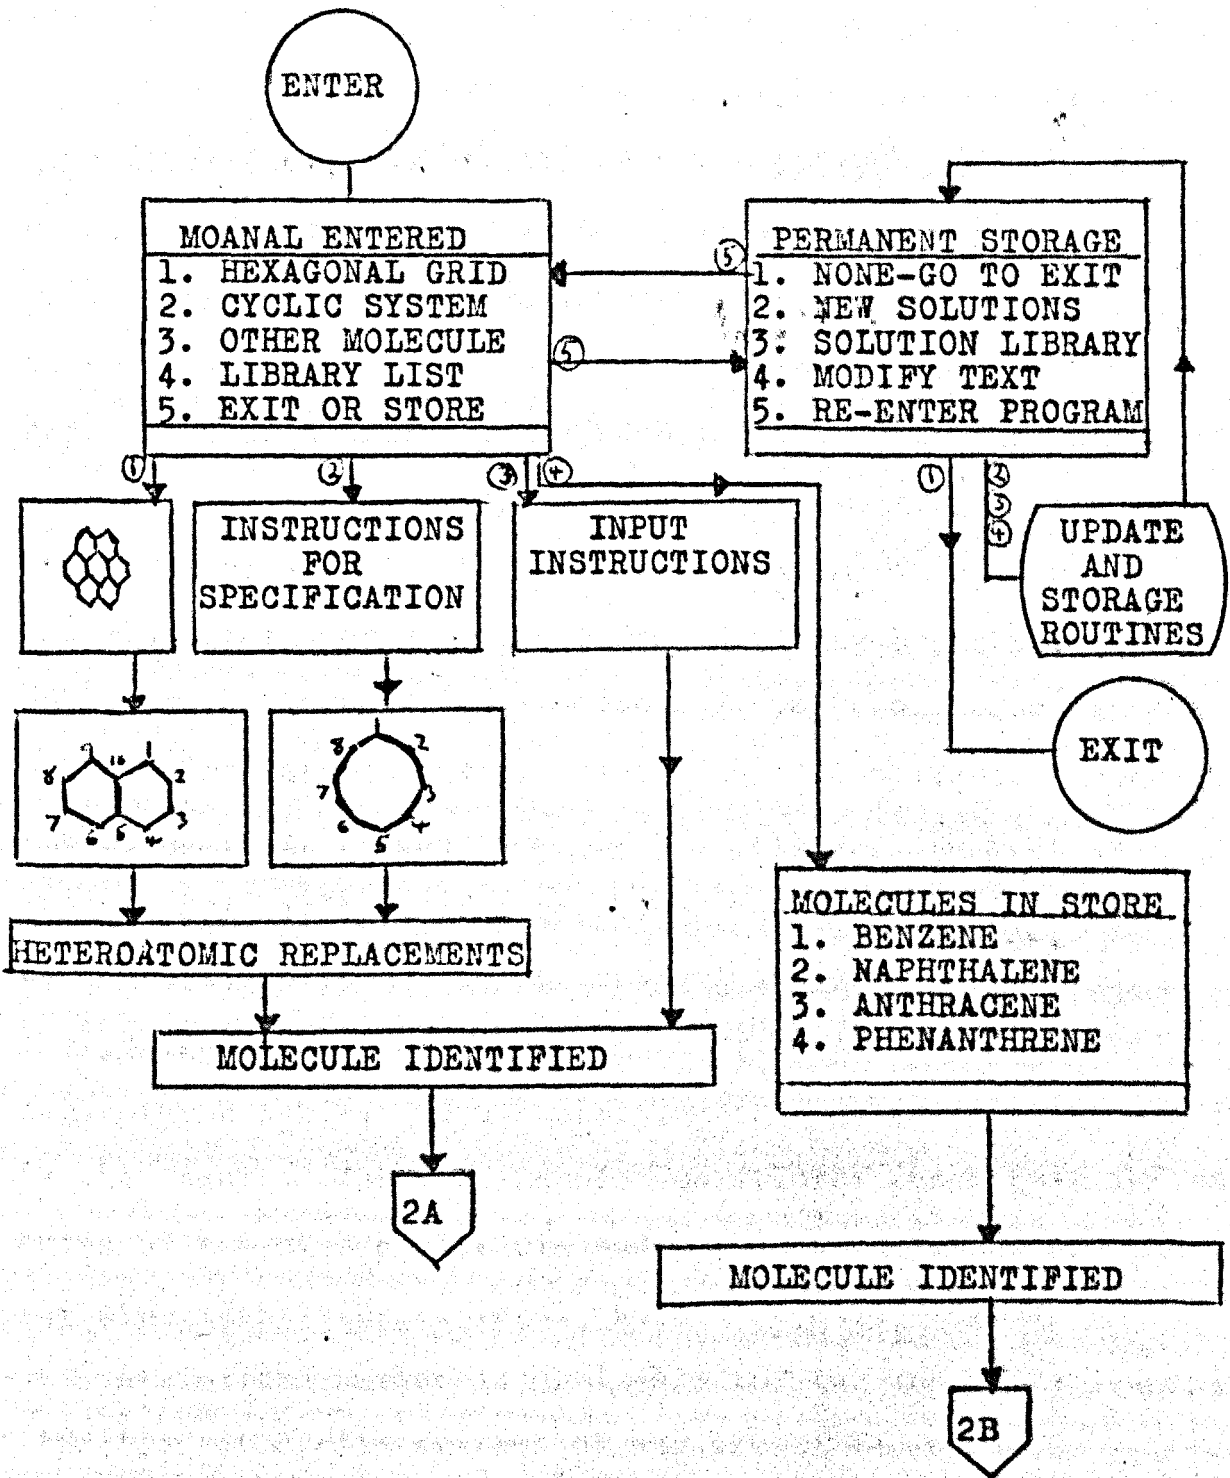 ENTER
MOANAL ENTERED
1. HEXAGONAL GRID
2. CYCLIC SYSTEM
3. OTHER MOLECULE
4. LIBRARY LIST
5. EXIT OR STORE
5
5
PERMANENT STORAGE
1. NONE-GO TO EXIT
2. NEW SOLUTIONS
3. SOLUTION LIBRARY
4. MODIFY TEXT
5. RE-ENTER PROGRAM
1
2
3
4
1
2
3
4
INSTRUCTIONS
FOR
SPECIFICATION
INPUT
INSTRUCTIONS
UPDATE
AND
STORAGE
ROUTINES
EXIT
9
10
1
8
2
7
3
6
5
4
1
8
2
7
3
6
4
5
HETEROATOMIC REPLACEMENTS
MOLECULE IDENTIFIED
2A
MOLECULES IN STORE
1. BENZENE
2. NAPHTHALENE
3. ANTHRACENE
4. PHENANTHRENE
MOLECULE IDENTIFIED
2B